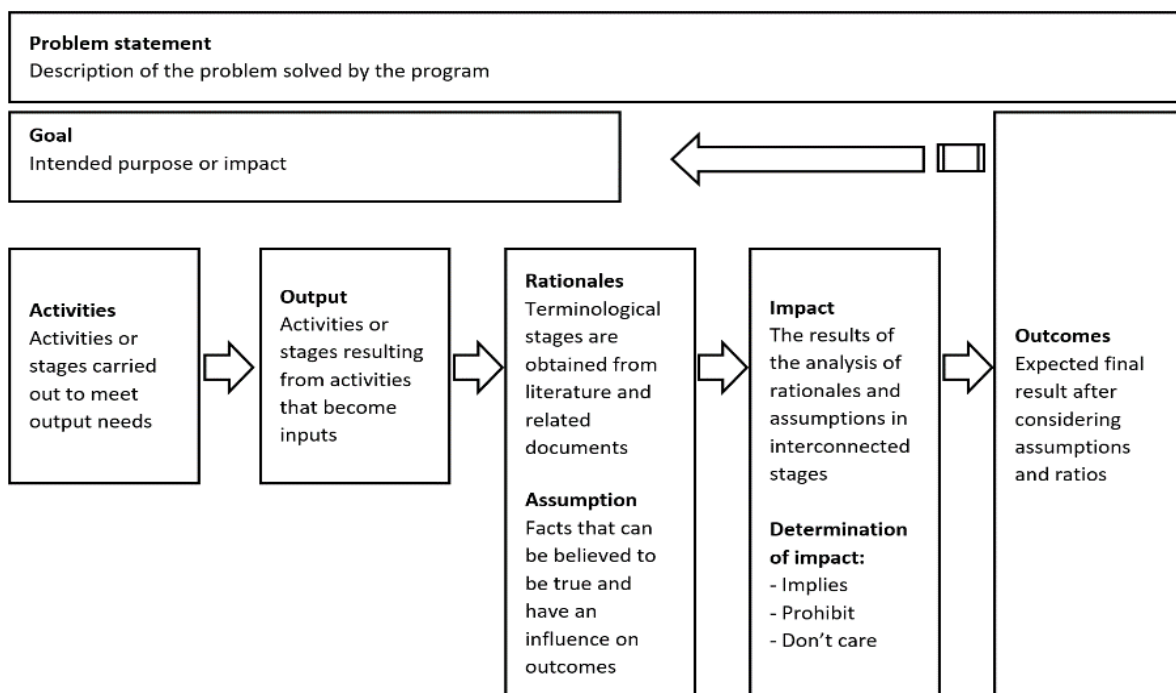 Problem statement
Description of the problem solved by the program
Goal
Intended purpose or impact
Activities
Activities or
stages carried
out to meet
output needs
Output
Activities or
stages resulting
from activities
that become
inputs
Rationales
Terminological
stages are
obtained from
literature and
related
documents
Assumption
Facts that can
be believed to
be true and
have an
influence on
outcomes
Impact
The results of
the analysis of
rationales and
assumptions in
interconnected
stages
Determination
of impact:
- Implies
- Prohibit
- Don’t care
Outcomes
Expected final
result after
considering
assumptions
and ratios